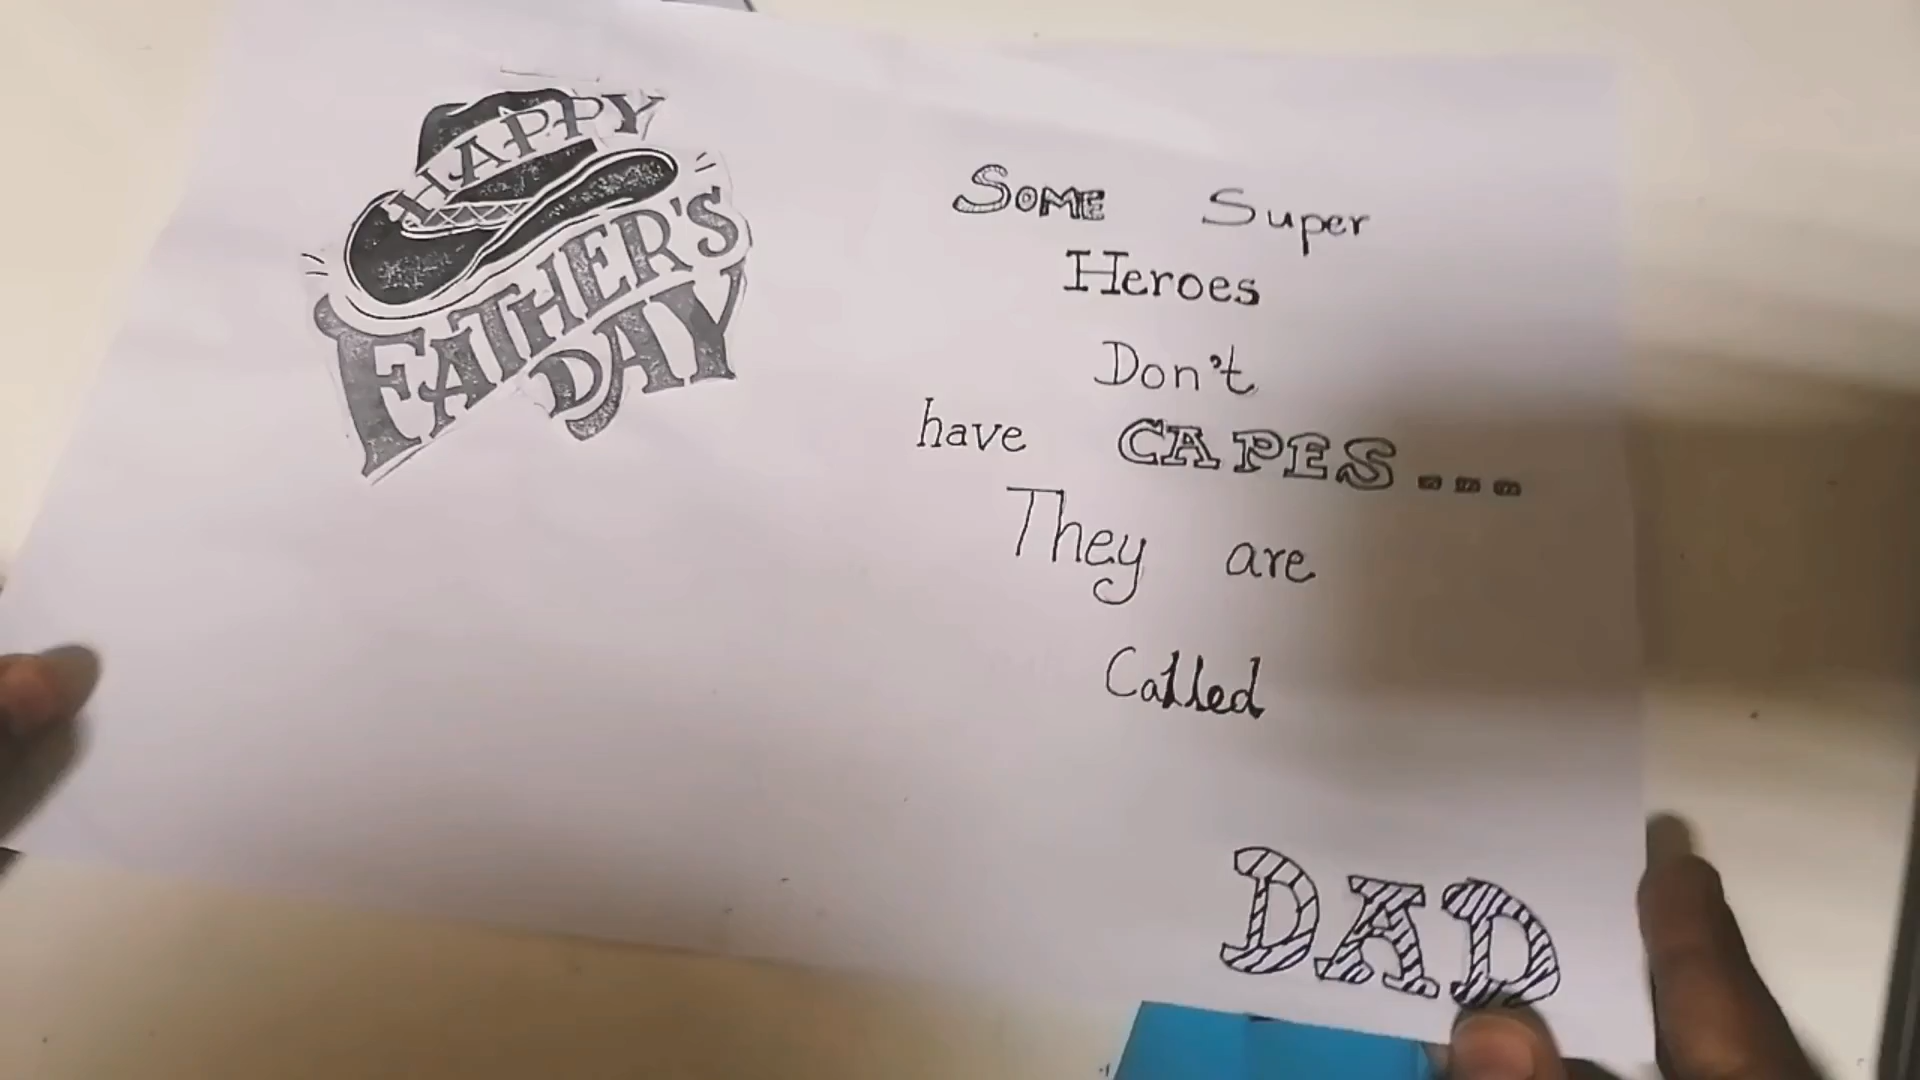 HAPPY
FATHER'S
DAY
SOME Super
Heroes
Don't
have CAPES...
They are
Called
DAD